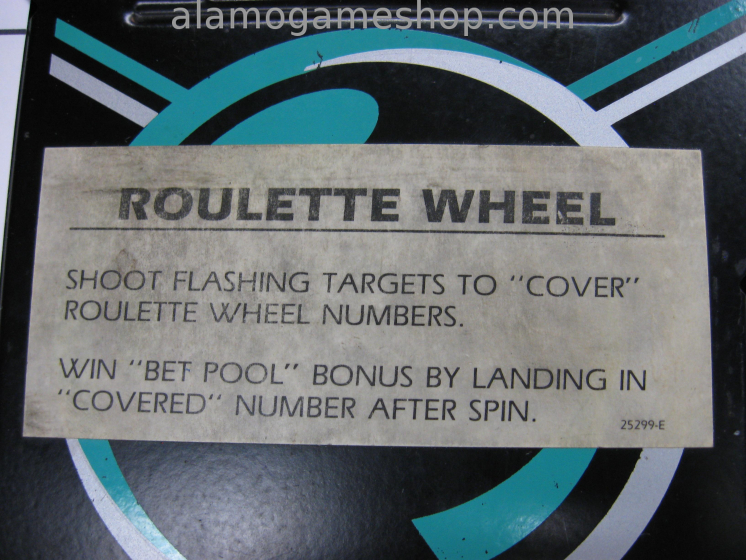 alamogameshop.com
ROULETTE WHEEL
SHOOT FLASHING TARGETS TO "COVER"
ROULETTE WHEEL NUMBERS.
WIN "BET POOL" BONUS BY LANDING IN
"COVERED" NUMBER AFTER SPIN.
25299-E